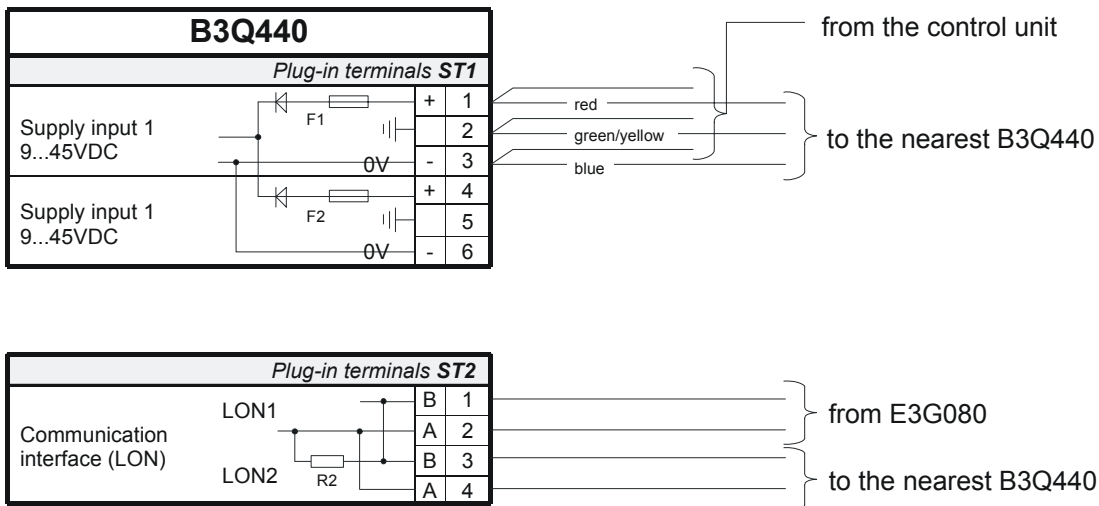 B3Q440
Plug-in terminals ST1
Supply input 1
9...45VDC
F1
0V
+ 1
2
- 3
Supply input 1
9...45VDC
F2
0V
+ 4
5
- 6
red
green/yellow
blue
from the control unit
to the nearest B3Q440
Plug-in terminals ST2
Communication
interface (LON)
LON1
LON2
R2
B 1
A 2
B 3
A 4
from E3G080
to the nearest B3Q440